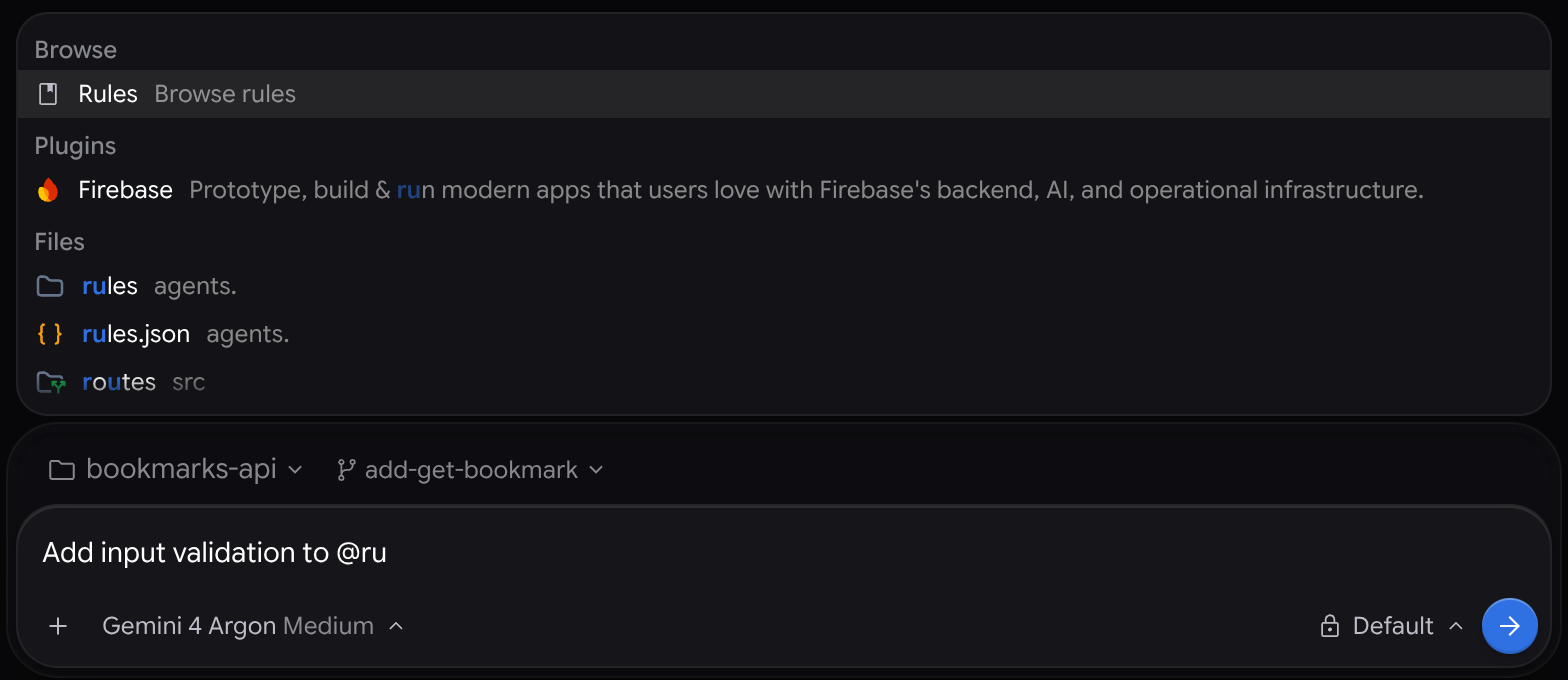 Browse
Rules Browse rules
Plugins
Firebase Prototype, build & run modern apps that users love with Firebase's backend, AI, and operational infrastructure.
Files
rules agents.
rules.json agents.
routes src
bookmarks-api add-get-bookmark
Add input validation to @ru
Gemini 4 Argon Medium Default